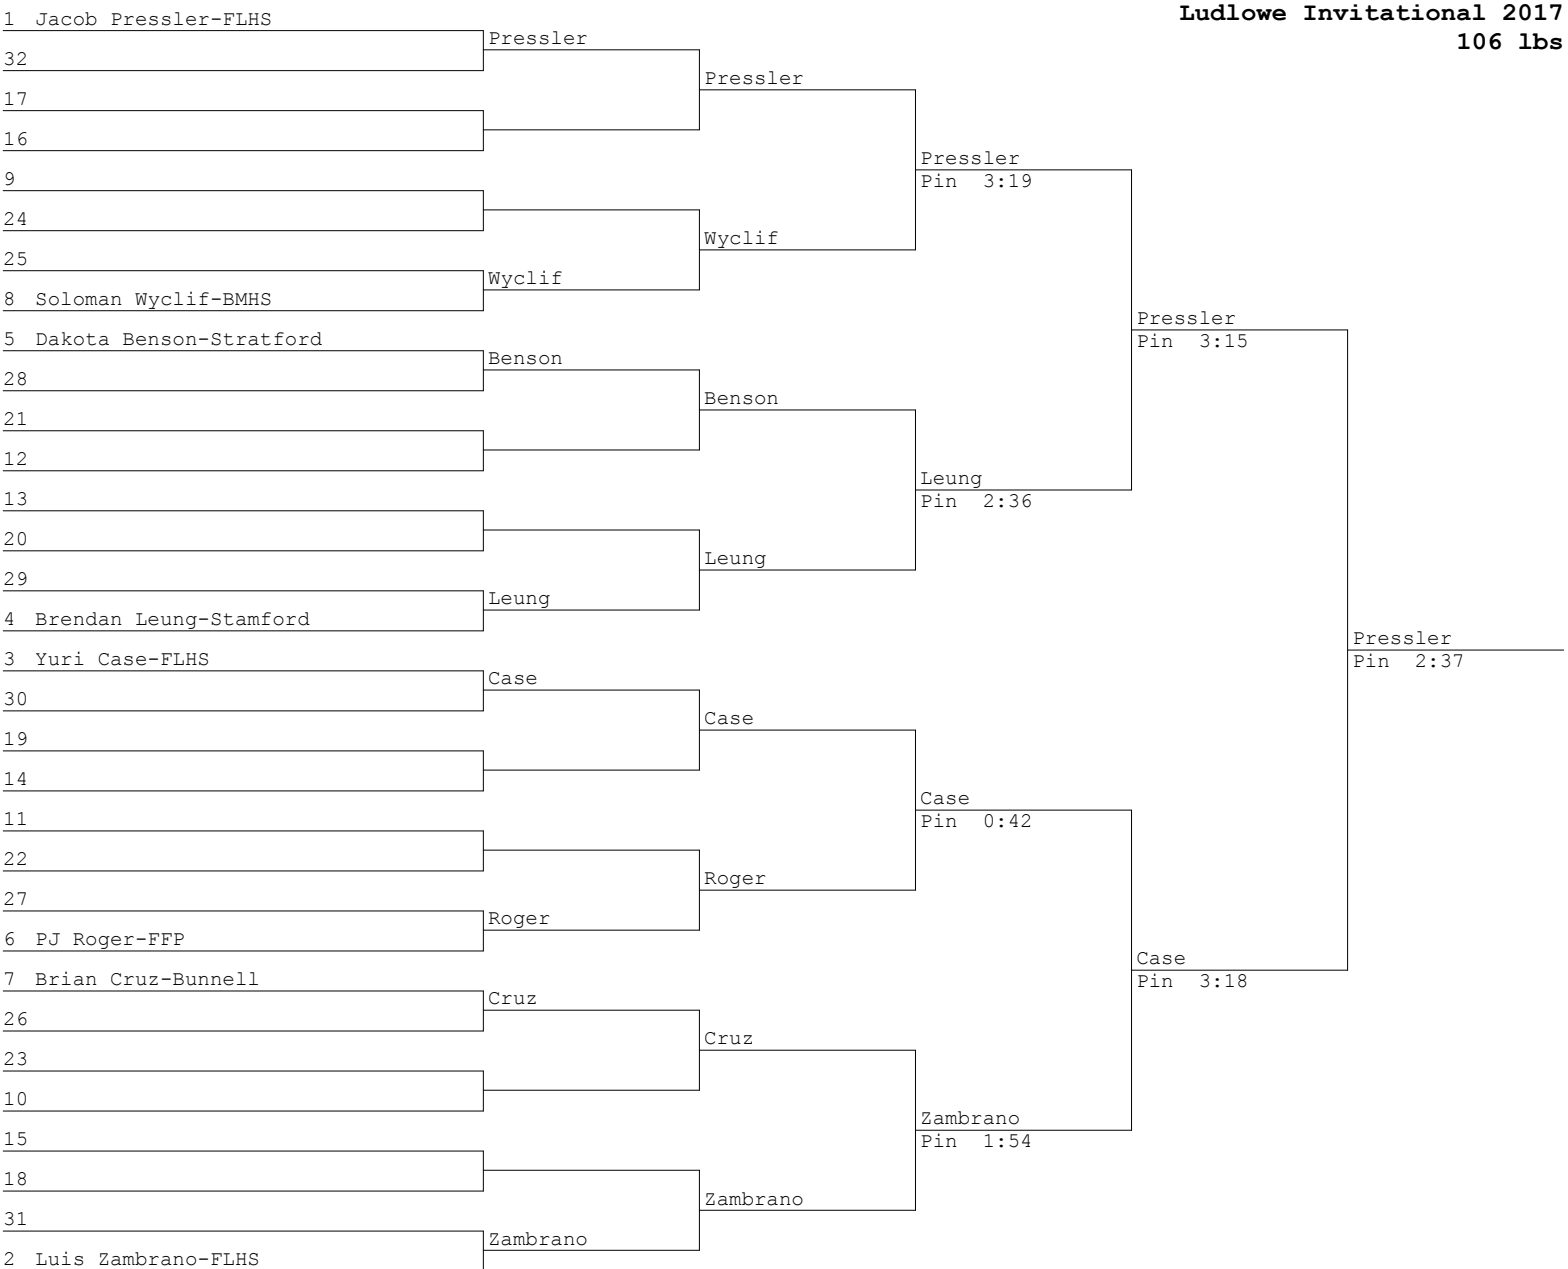 Ludlowe Invitational 2017
106 lbs
1 Jacob Pressler-FLHS
Pressler
32
Pressler
17
16
Pressler
9
Pin 3:19
24
Wyclif
25
Wyclif
8 Soloman Wyclif-BMHS
Pressler
5 Dakota Benson-Stratford
Pin 3:15
Benson
28
Benson
21
12
Leung
13
Pin 2:36
20
Leung
29
Leung
4 Brendan Leung-Stamford
Pressler
3 Yuri Case-FLHS
Pin 2:37
Case
30
Case
19
14
Case
11
Pin 0:42
22
Roger
27
Roger
6 PJ Roger-FFP
Case
7 Brian Cruz-Bunnell
Pin 3:18
Cruz
26
Cruz
23
10
Zambrano
15
Pin 1:54
18
Zambrano
31
Zambrano
2 Luis Zambrano-FLHS